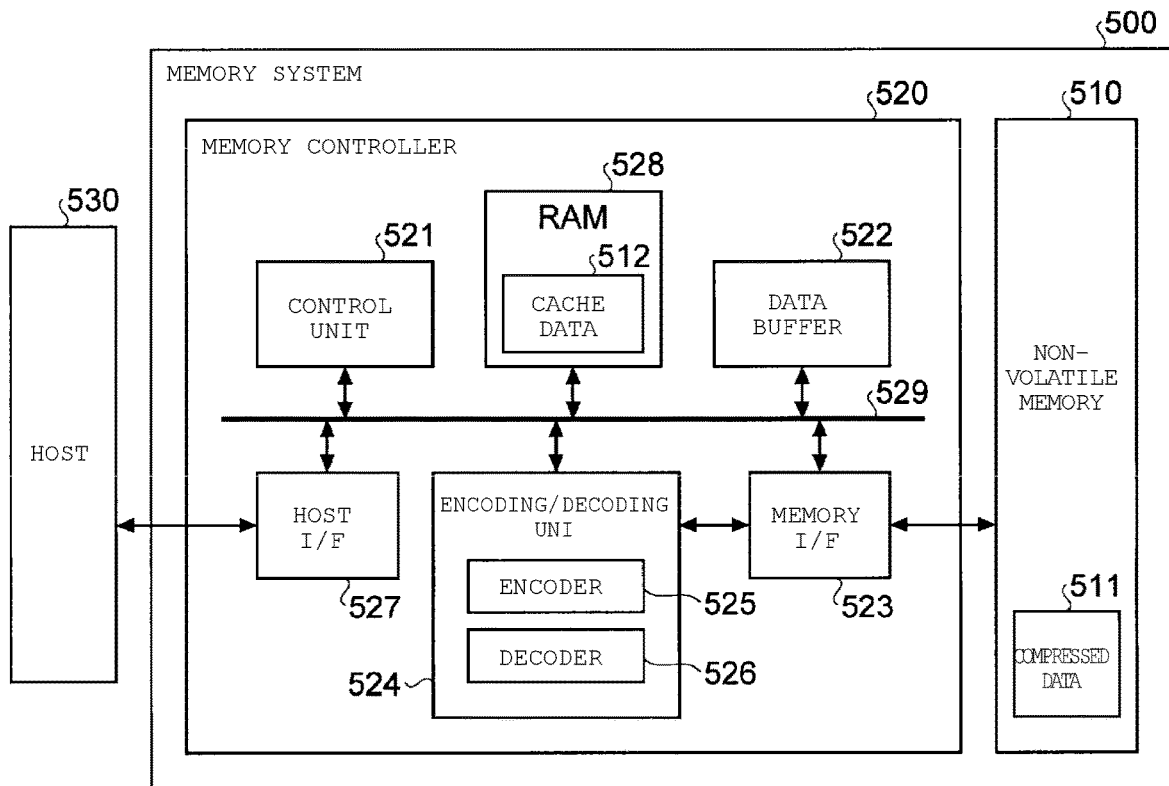 500
MEMORY SYSTEM
520
510
MEMORY CONTROLLER
528
530
RAM
521
512
522
CONTROL
UNIT
CACHE
DATA
DATA
BUFFER
NON-
VOLATILE
MEMORY
529
HOST
HOST
I/F
ENCODING/DECODING
UNI
MEMORY
I/F
527
ENCODER
525
523
511
DECODER
526
524
COMPRESSED
DATA